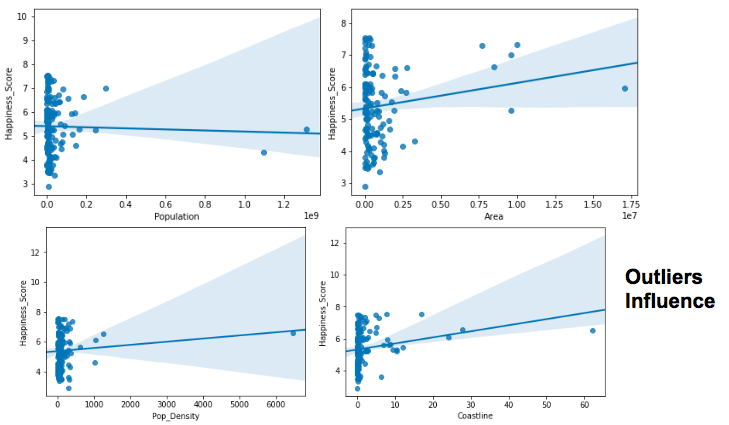 10
9
8
7
6
5
4
3
Happiness_Score
0.0 0.2 0.4 0.6 0.8 1.0 1.2
1e9
Population
8
7
6
5
4
3
Happiness_Score
0.00 0.25 0.50 0.75 1.00 1.25 1.50 1.75
1e7
Area
12
10
8
6
4
Happiness_Score
0 1000 2000 3000 4000 5000 6000
Pop_Density
12
10
8
6
4
Happiness_Score
0 10 20 30 40 50 60
Coastline
Outliers
Influence